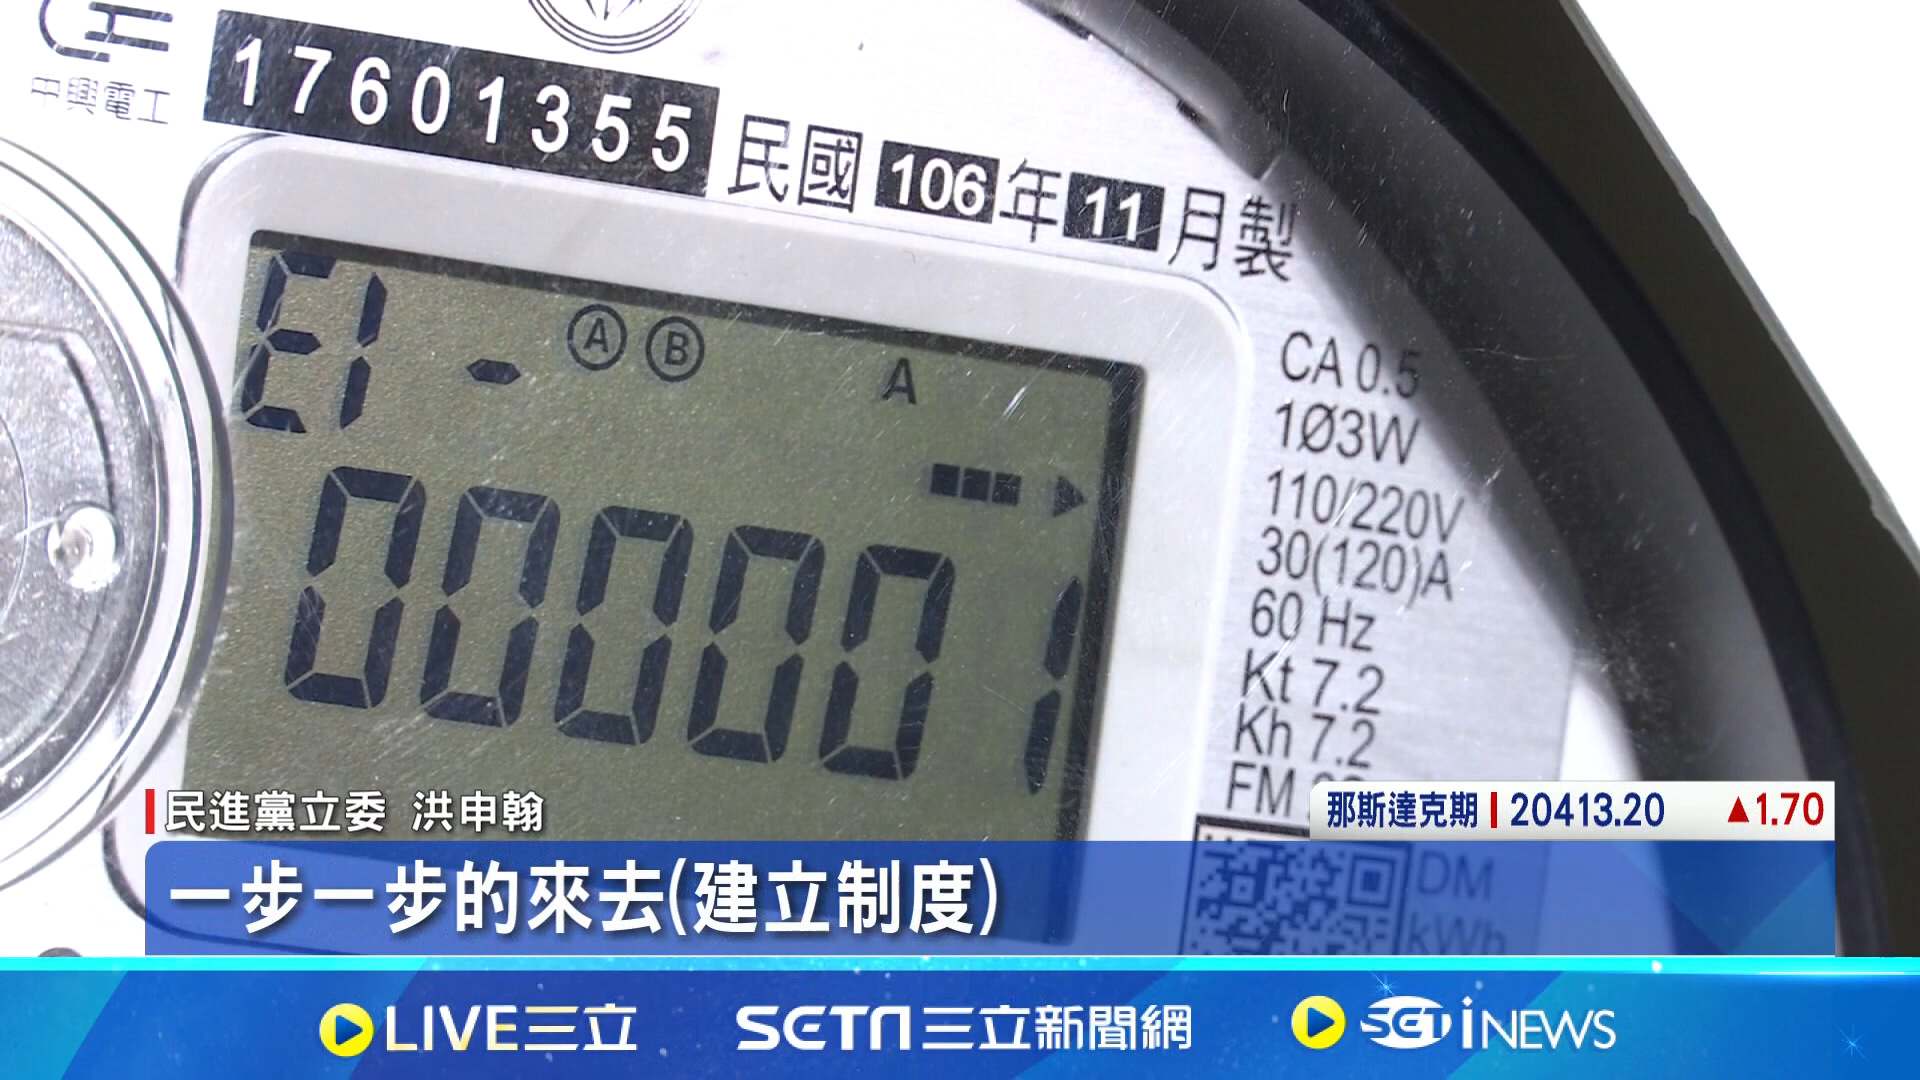 中興電工
17601355 民國 106 年 11 月製
E1 - Ⓐ Ⓑ A
000001
CA 0.5
1Ø3W
110/220V
30(120)A
60 Hz
Kt 7.2
Kh 7.2
FM
DM
kWh
民進黨立委 洪申翰
那斯達克期 20413.20 ▲1.70
一步一步的來去(建立制度)
LIVE三立 SETN三立新聞網 SET iNEWS